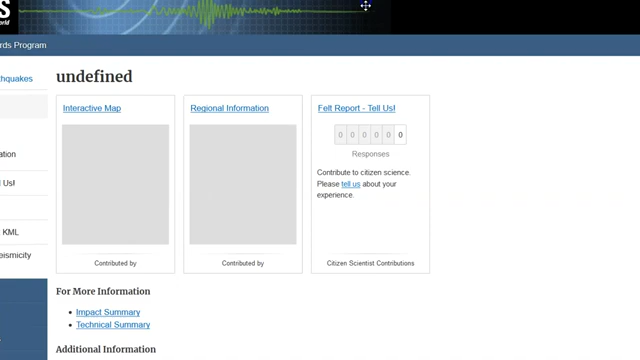 S
World
rds Program
thquakes
undefined
Interactive Map
Regional Information
Felt Report - Tell Us!
0 0 0 0 0 0
Responses
ation
Contribute to citizen science.
Please tell us about your
experience.
l Us!
KML
eismicity
Contributed by
Contributed by
Citizen Scientist Contributions
For More Information
Impact Summary
Technical Summary
Additional Information